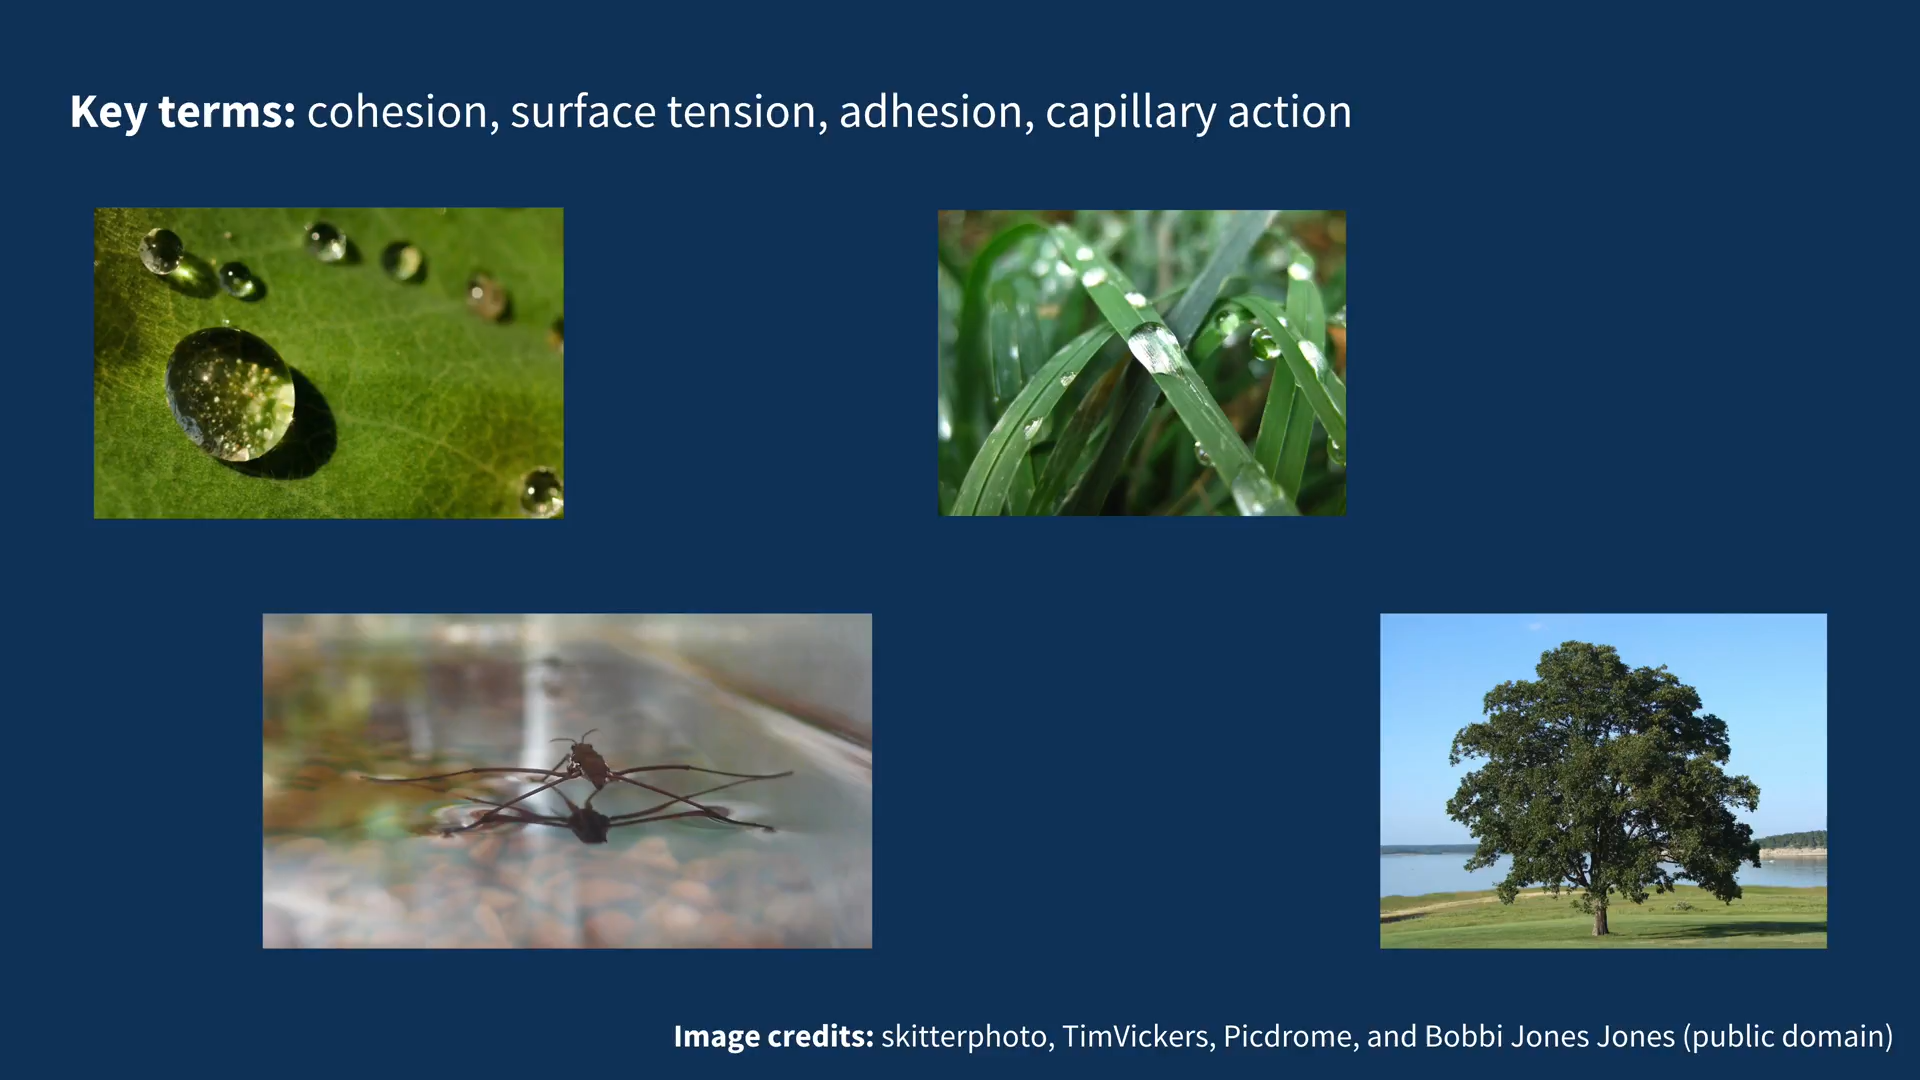 Key terms: cohesion, surface tension, adhesion, capillary action
Image credits: skitterphoto, TimVickers, Picdrome, and Bobbi Jones Jones (public domain)